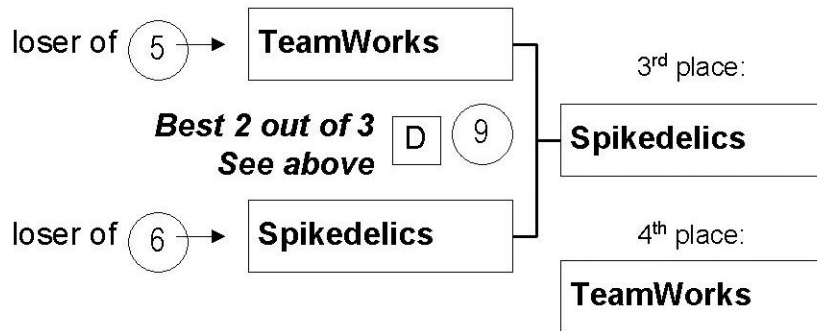 loser of 5 TeamWorks
3rd place:
Best 2 out of 3
See above
D 9
Spikedelics
loser of 6 Spikedelics
4th place:
TeamWorks